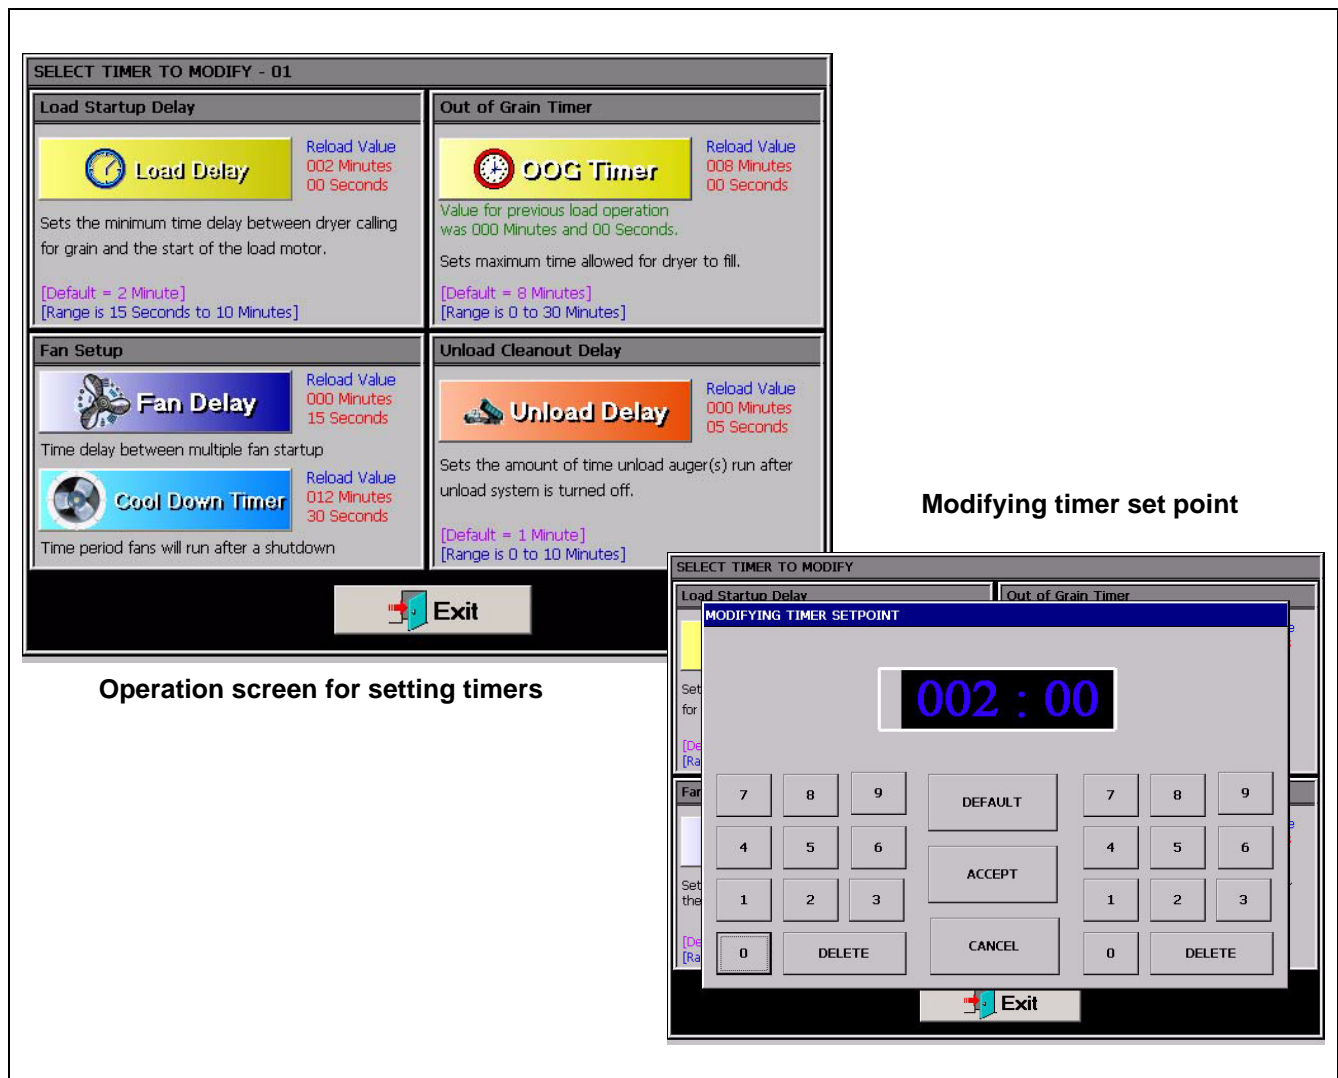 SELECT TIMER TO MODIFY - 01
Load Startup Delay
Load Delay
Reload Value
002 Minutes
00 Seconds
Sets the minimum time delay between dryer calling
for grain and the start of the load motor.
[Default = 2 Minute]
[Range is 15 Seconds to 10 Minutes]
Out of Grain Timer
OOG Timer
Reload Value
008 Minutes
00 Seconds
Value for previous load operation
was 000 Minutes and 00 Seconds.
Sets maximum time allowed for dryer to fill.
[Default = 8 Minutes]
[Range is 0 to 30 Minutes]
Fan Setup
Fan Delay
Reload Value
000 Minutes
15 Seconds
Time delay between multiple fan startup
Cool Down Timer
Reload Value
012 Minutes
30 Seconds
Time period fans will run after a shutdown
Unload Cleanout Delay
Unload Delay
Reload Value
000 Minutes
05 Seconds
Sets the amount of time unload auger(s) run after
unload system is turned off.
[Default = 1 Minute]
[Range is 0 to 10 Minutes]
Exit
Operation screen for setting timers
Modifying timer set point
SELECT TIMER TO MODIFY
Load Startup Delay
Out of Grain Timer
MODIFYING TIMER SETPOINT
002 : 00
Set
for
[De
[Ra
Far
7 8 9 DEFAULT 7 8 9
4 5 6 4 5 6
ACCEPT
Set
the
1 2 3 1 2 3
[De
[Ra
0 DELETE CANCEL 0 DELETE
Exit